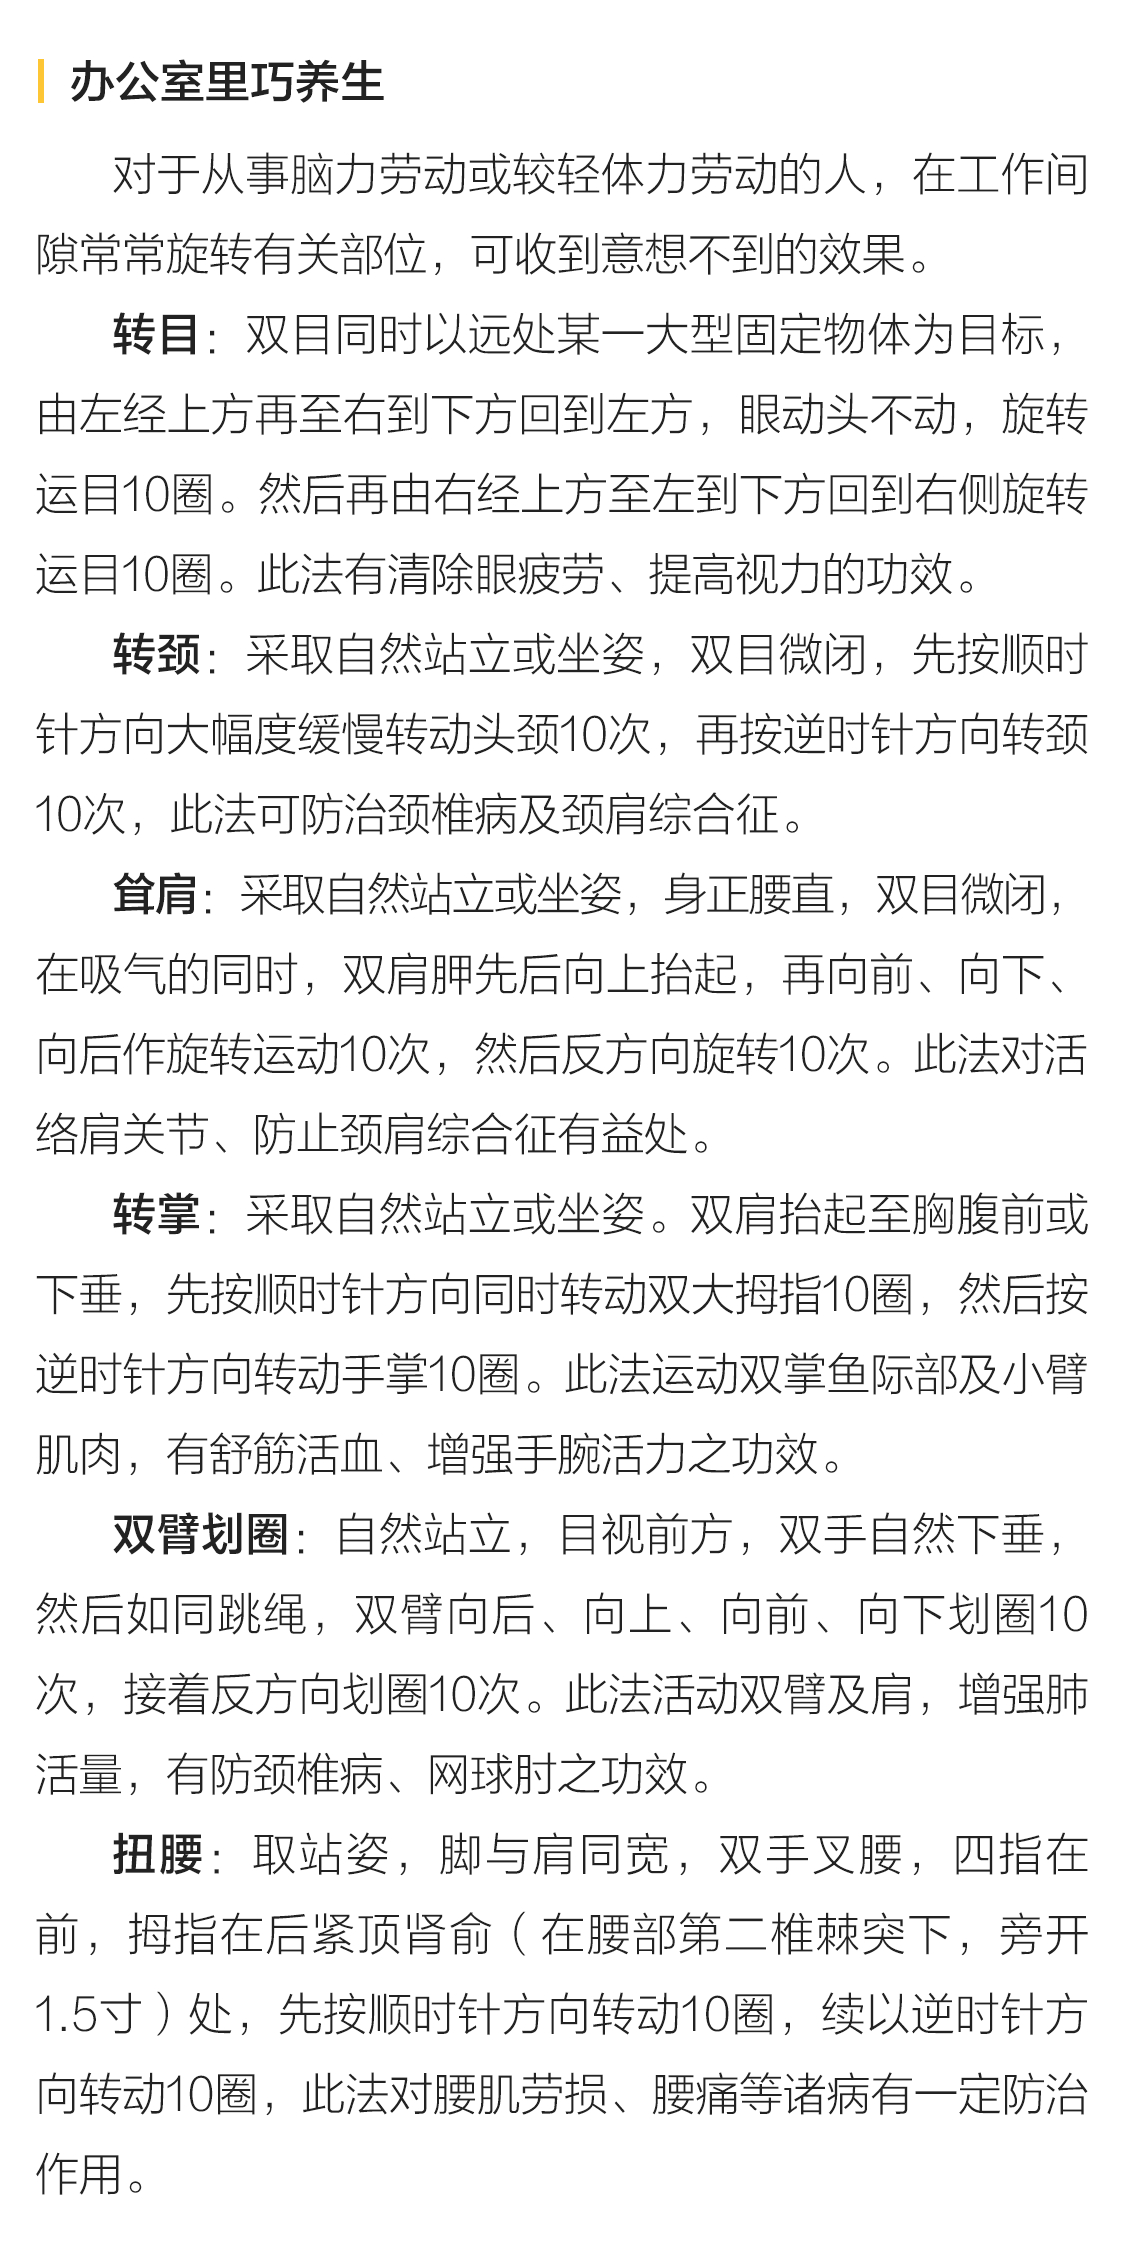 办公室里巧养生
对于从事脑力劳动或较轻体力劳动的人，在工作间
隙常常旋转有关部位，可收到意想不到的效果。
转目：双目同时以远处某一大型固定物体为目标，
由左经上方再至右到下方回到左方，眼动头不动，旋转
运目10圈。然后再由右经上方至左到下方回到右侧旋转
运目10圈。此法有清除眼疲劳、提高视力的功效。
转颈：采取自然站立或坐姿，双目微闭，先按顺时
针方向大幅度缓慢转动头颈10次，再按逆时针方向转颈
10次，此法可防治颈椎病及颈肩综合征。
耸肩：采取自然站立或坐姿，身正腰直，双目微闭，
在吸气的同时，双肩胛先后向上抬起，再向前、向下、
向后作旋转运动10次，然后反方向旋转10次。此法对活
络肩关节、防止颈肩综合征有益处。
转掌：采取自然站立或坐姿。双肩抬起至胸腹前或
下垂，先按顺时针方向同时转动双大拇指10圈，然后按
逆时针方向转动手掌10圈。此法运动双掌鱼际部及小臂
肌肉，有舒筋活血、增强手腕活力之功效。
双臂划圈：自然站立，目视前方，双手自然下垂，
然后如同跳绳，双臂向后、向上、向前、向下划圈10
次，接着反方向划圈10次。此法活动双臂及肩，增强肺
活量，有防颈椎病、网球肘之功效。
扭腰：取站姿，脚与肩同宽，双手叉腰，四指在
前，拇指在后紧顶肾俞（在腰部第二椎棘突下，旁开
1.5寸）处，先按顺时针方向转动10圈，续以逆时针方
向转动10圈，此法对腰肌劳损、腰痛等诸病有一定防治
作用。